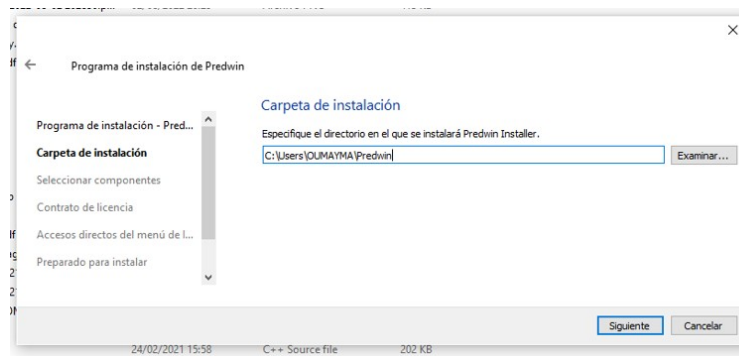 Programa de instalación de Predwin
Programa de instalación - Pred...
Carpeta de instalación
Seleccionar componentes
Contrato de licencia
Accesos directos del menú de l...
Preparado para instalar
Carpeta de instalación
Especifique el directorio en el que se instalará Predwin Installer.
C:\Users\OUMAYMA\Predwin
Examinar...
Siguiente
Cancelar
24/02/2021 15:58 C++ Source file 202 KB